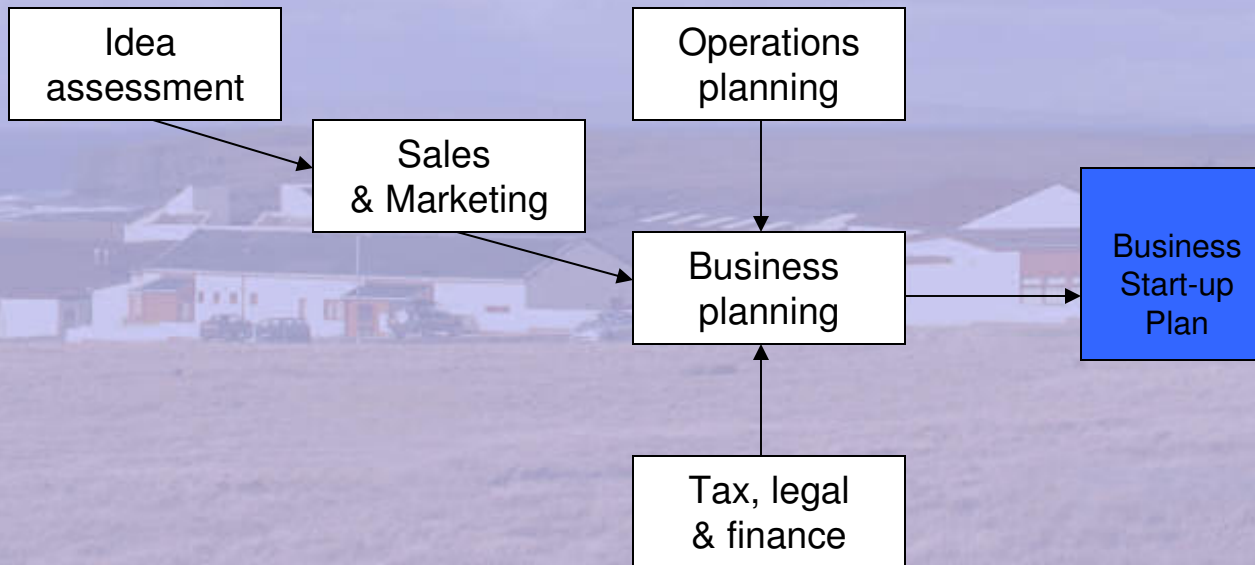 Idea
assessment
Sales
& Marketing
Operations
planning
Business
planning
Tax, legal
& finance
Business
Start-up
Plan